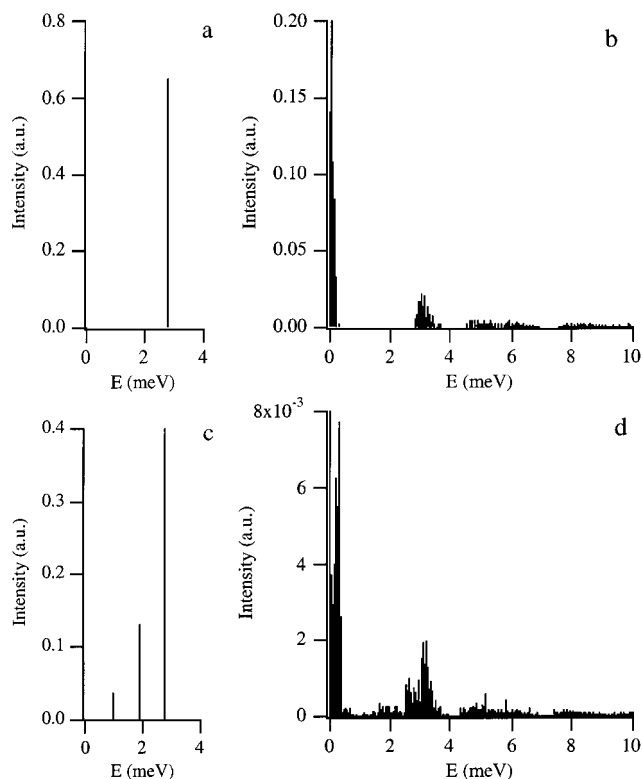 a
0.8
0.6
0.4
0.2
0.0
Intensity (a.u.)
0 2 4
E (meV)
b
0.20
0.15
0.10
0.05
0.00
Intensity (a.u.)
0 2 4 6 8 10
E (meV)
c
0.4
0.3
0.2
0.1
0.0
Intensity (a.u.)
0 2 4
E (meV)
d
8x10⁻³
6
4
2
0
Intensity (a.u.)
0 2 4 6 8 10
E (meV)